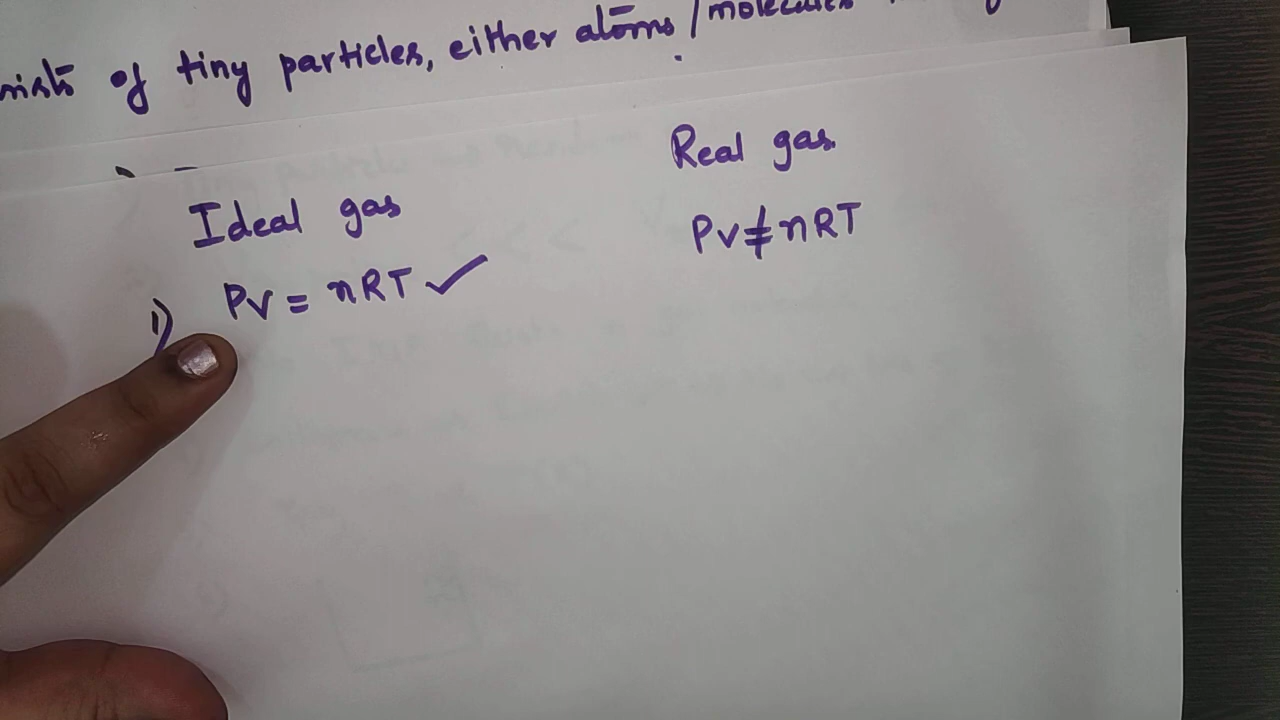 of tiny particles, either atoms/molecules
Ideal gas Real gas
1) PV = nRT ✓ PV ≠ nRT